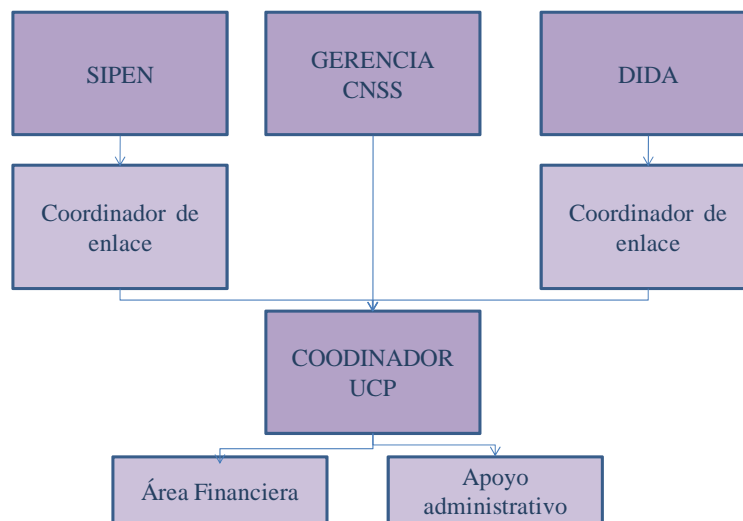 SIPEN
GERENCIA
CNSS
DIDA
Coordinador de
enlace
Coordinador de
enlace
COODINADOR
UCP
Área Financiera
Apoyo
administrativo